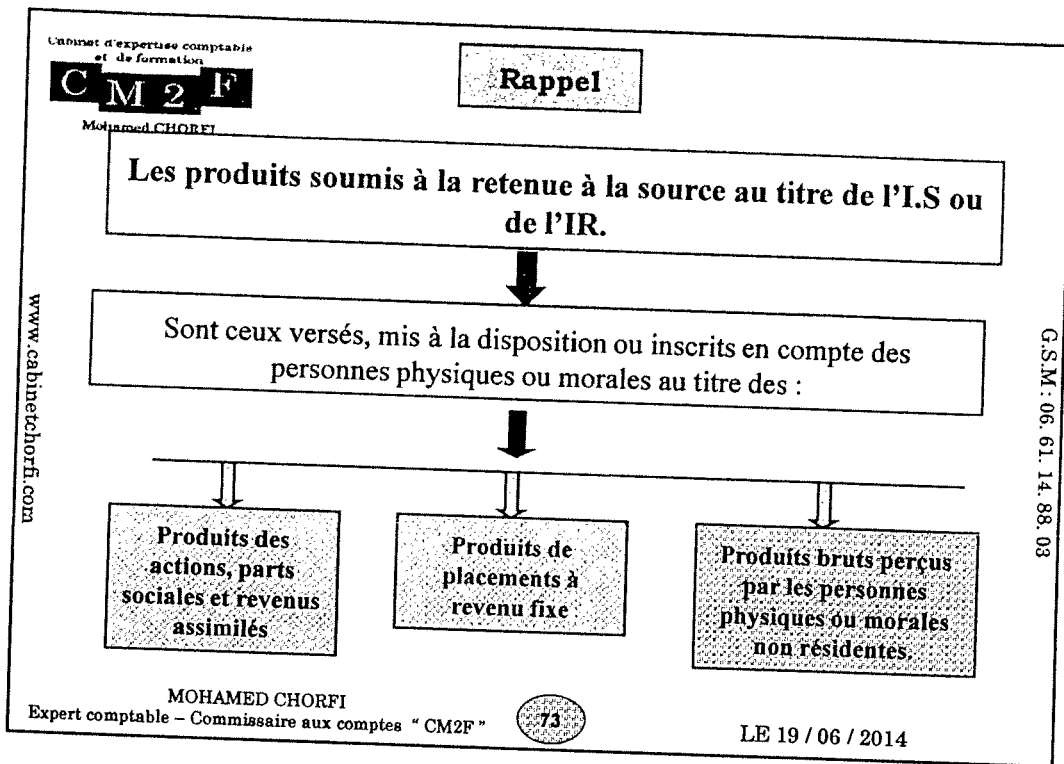 Cabinet d'expertise comptable
et de formation
C M 2 F
Mohamed CHORFI
Rappel
Les produits soumis à la retenue à la source au titre de l'I.S ou
de l'IR.
Sont ceux versés, mis à la disposition ou inscrits en compte des
personnes physiques ou morales au titre des :
Produits des
actions, parts
sociales et revenus
assimilés
Produits de
placements à
revenu fixe
Produits bruts perçus
par les personnes
physiques ou morales
non résidentes.
www.cabinetchorfi.com
G.S.M : 06. 61. 14. 88. 03
MOHAMED CHORFI
Expert comptable – Commissaire aux comptes " CM2F "
73
LE 19 / 06 / 2014